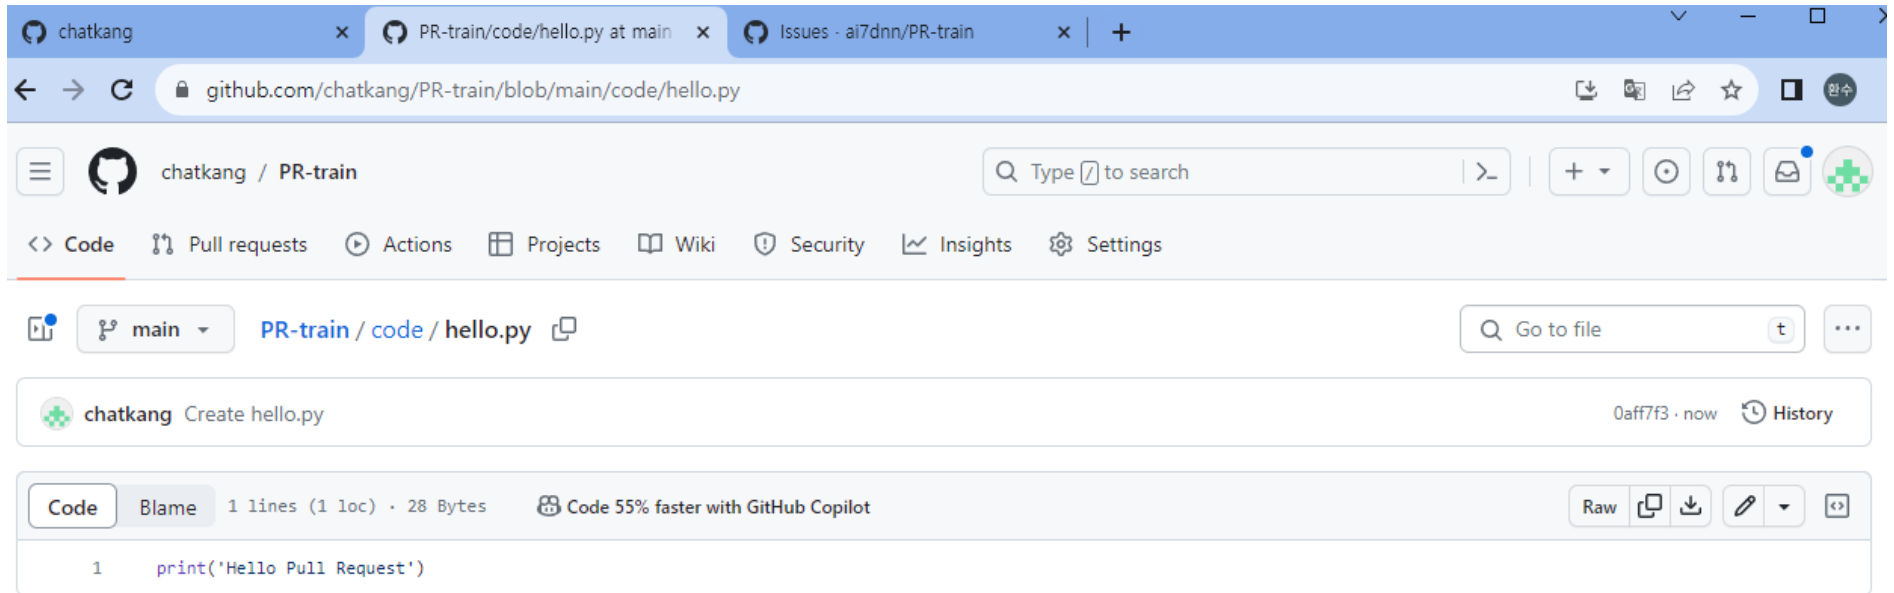 chatkang
PR-train/code/hello.py at main
Issues · ai7dnn/PR-train
github.com/chatkang/PR-train/blob/main/code/hello.py
환수
chatkang / PR-train
Type / to search
Code
Pull requests
Actions
Projects
Wiki
Security
Insights
Settings
main
PR-train / code / hello.py
Go to file
t
chatkang Create hello.py
0aff7f3 · now
History
Code
Blame
1 lines (1 loc) · 28 Bytes
Code 55% faster with GitHub Copilot
Raw
1 print('Hello Pull Request')